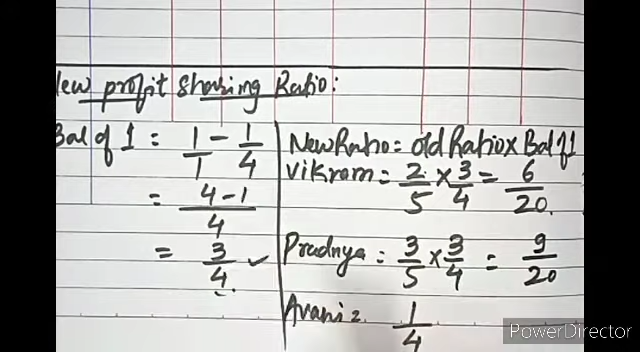 New profit Sharing Ratio:
Bal of 1 = 1/1 - 1/4
= 4-1/4
= 3/4 ✓
New Ratio = old Ratio x Bal of 1
Vikram = 2/5 x 3/4 = 6/20
Pradnya = 3/5 x 3/4 = 9/20
Avani = 1/4
PowerDirector